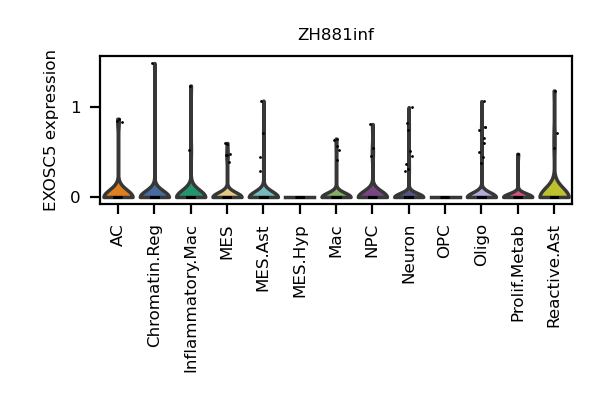 ZH881inf
EXOSC5 expression
1
0
AC
Chromatin.Reg
Inflammatory.Mac
MES
MES.Ast
MES.Hyp
Mac
NPC
Neuron
OPC
Oligo
Prolif.Metab
Reactive.Ast